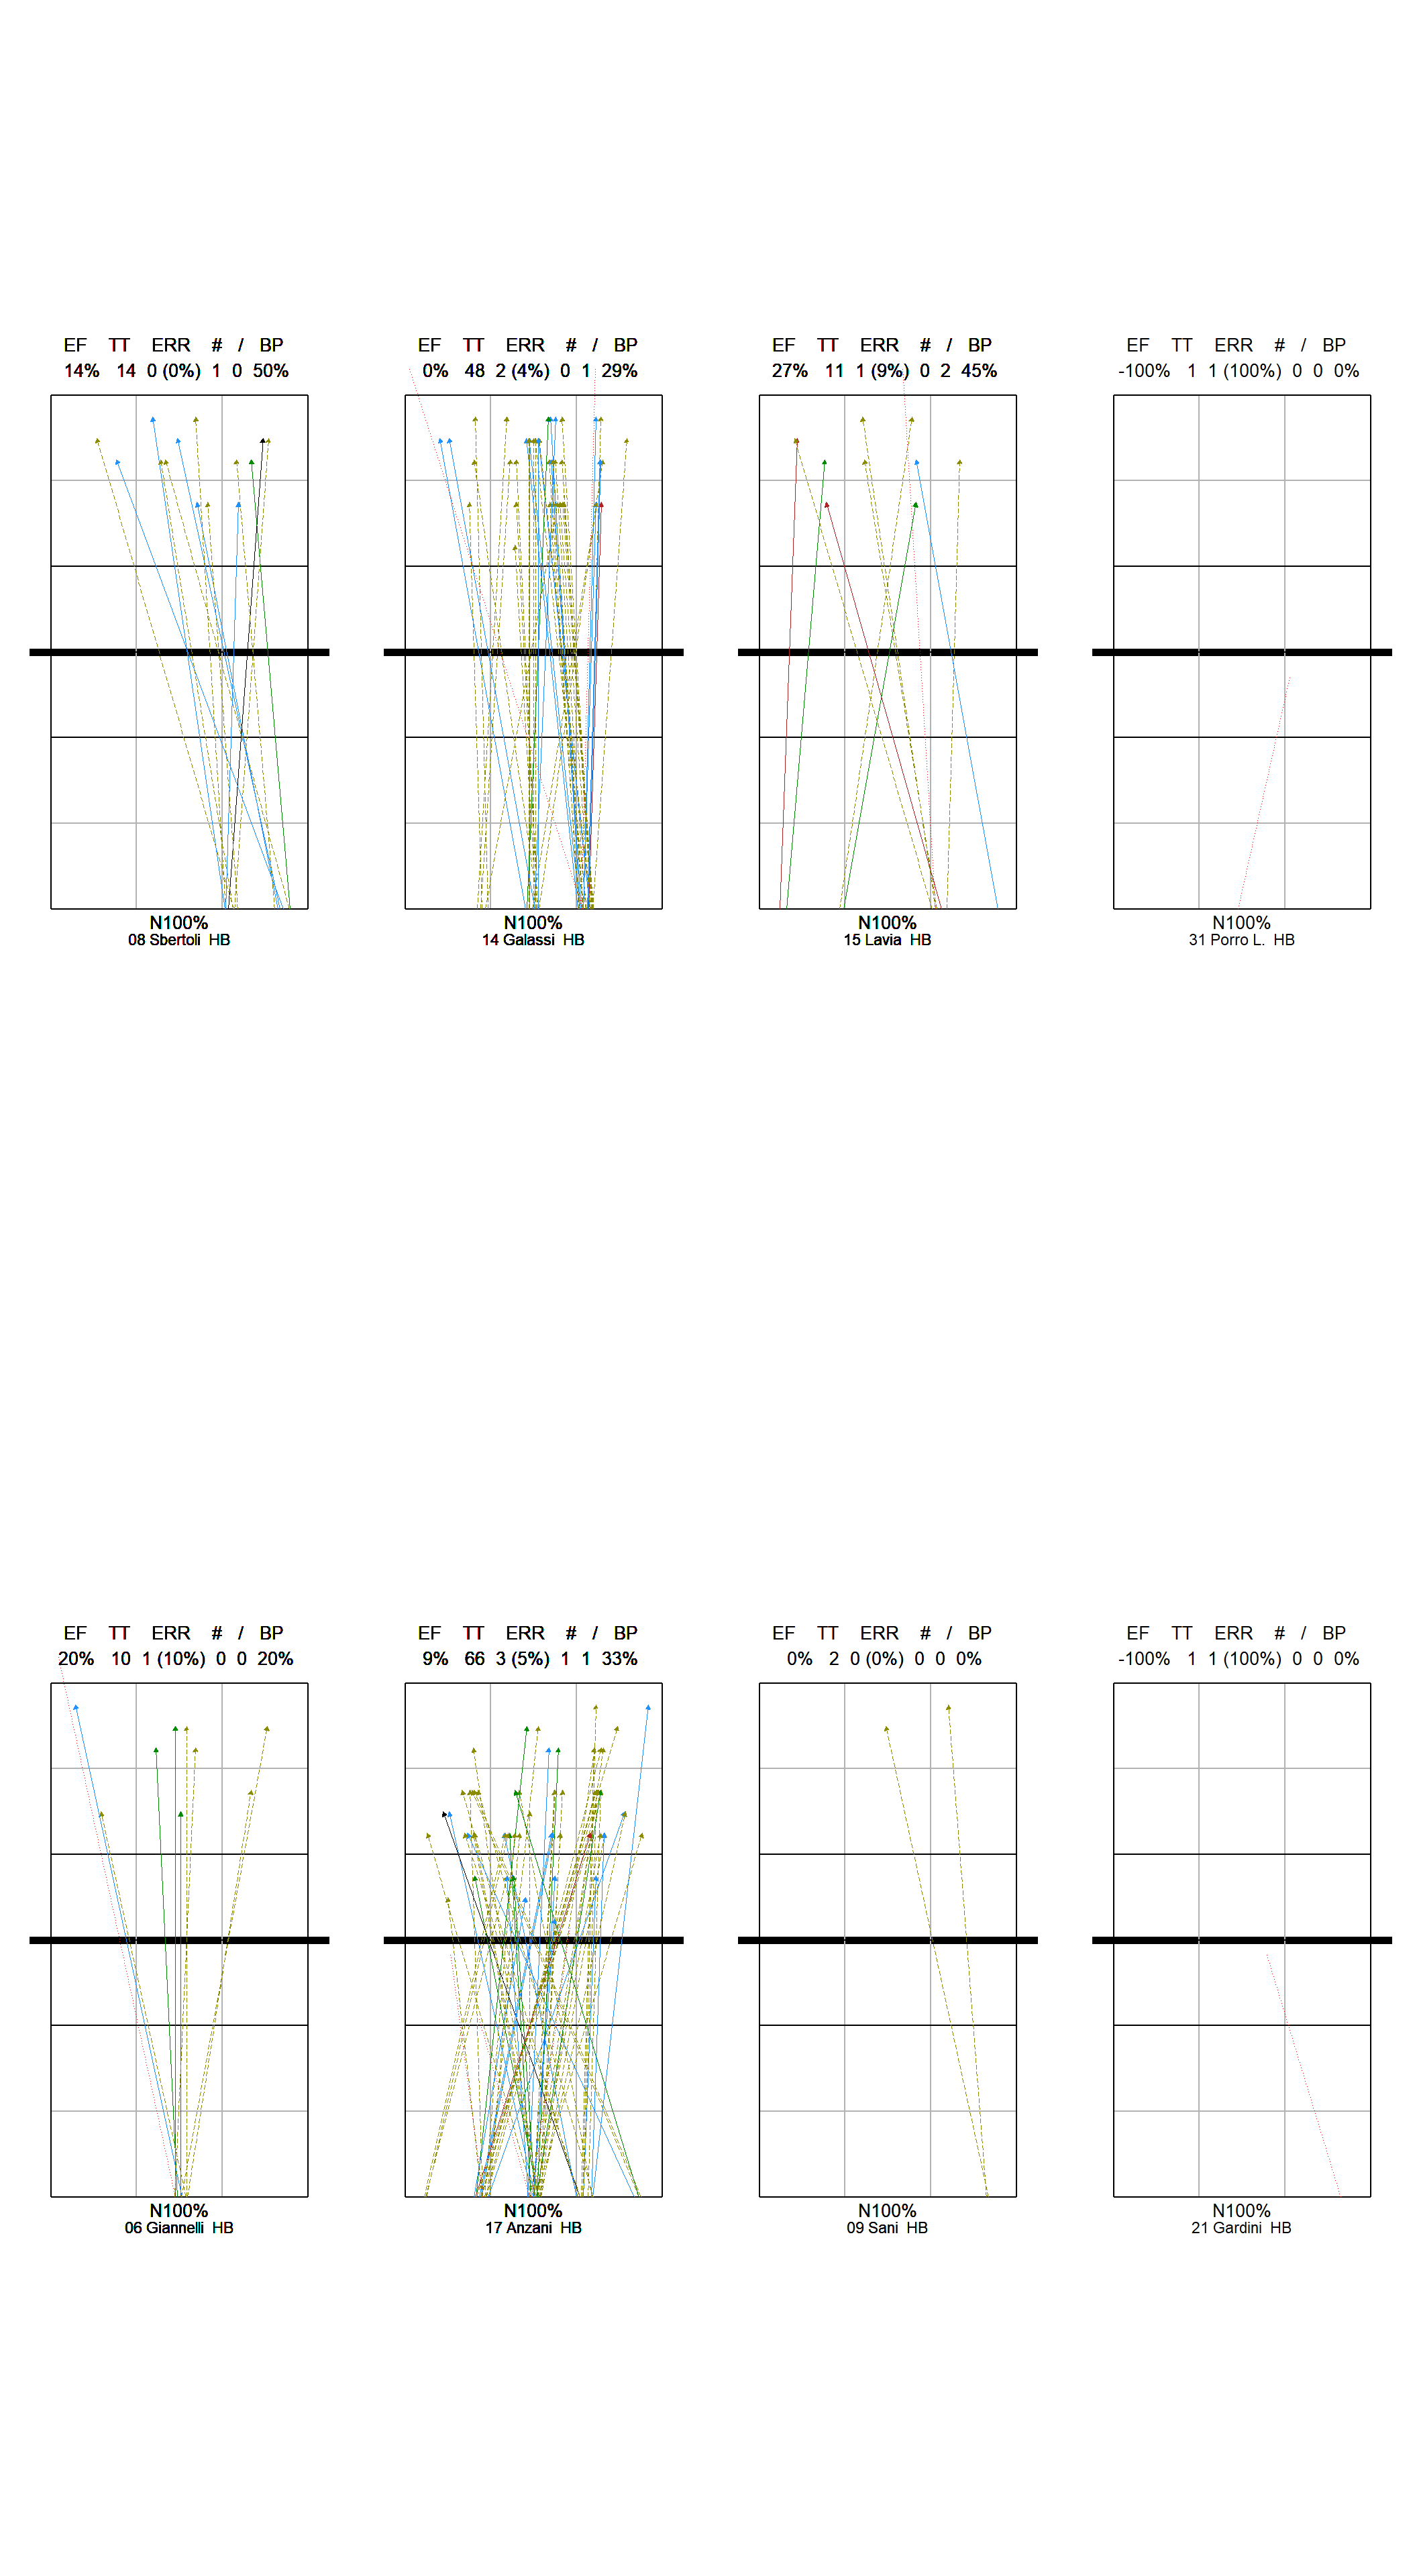 EF TT ERR # / BP
14% 14 0 (0%) 1 0 50%
N100%
08 Sbertoli HB
EF TT ERR # / BP
0% 48 2 (4%) 0 1 29%
N100%
14 Galassi HB
EF TT ERR # / BP
27% 11 1 (9%) 0 2 45%
N100%
15 Lavia HB
EF TT ERR # / BP
-100% 1 1 (100%) 0 0 0%
N100%
31 Porro L. HB
EF TT ERR # / BP
20% 10 1 (10%) 0 0 20%
N100%
06 Giannelli HB
EF TT ERR # / BP
9% 66 3 (5%) 1 1 33%
N100%
17 Anzani HB
EF TT ERR # / BP
0% 2 0 (0%) 0 0 0%
N100%
09 Sani HB
EF TT ERR # / BP
-100% 1 1 (100%) 0 0 0%
N100%
21 Gardini HB